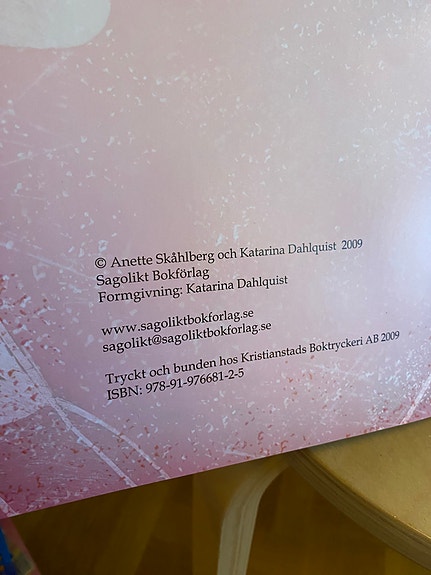 © Anette Skåhlberg och Katarina Dahlquist 2009
Sagolikt Bokförlag
Formgivning: Katarina Dahlquist
www.sagoliktbokforlag.se
sagolikt@sagoliktbokforlag.se
Tryckt och bunden hos Kristianstads Boktryckeri AB 2009
ISBN: 978-91-976681-2-5